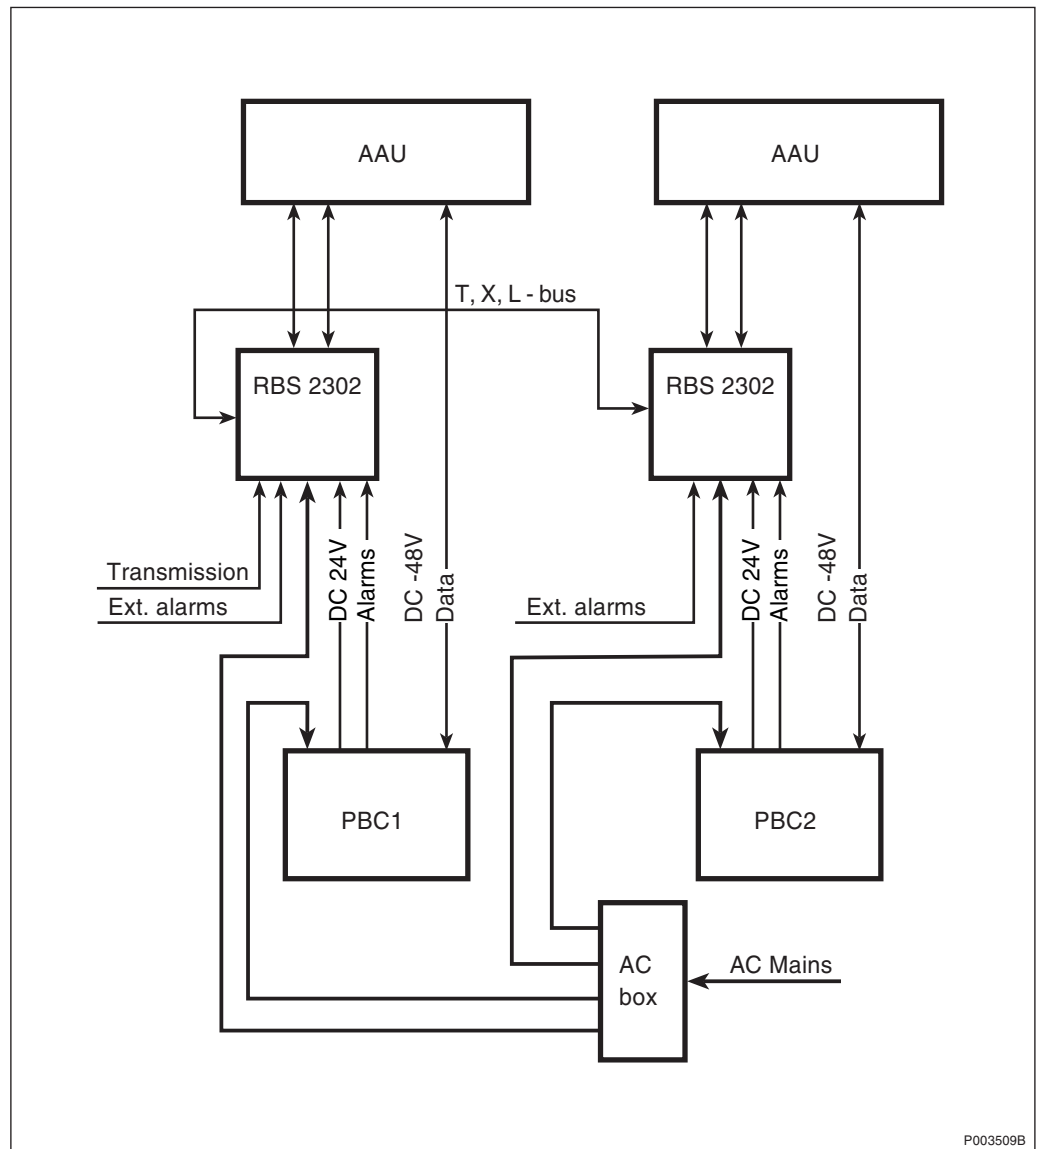 AAU
AAU
T, X, L - bus
RBS 2302
RBS 2302
Transmission
Ext. alarms
DC 24V
Alarms
DC -48V
Data
Ext. alarms
DC 24V
Alarms
DC -48V
Data
PBC1
PBC2
AC
box
AC Mains
P003509B